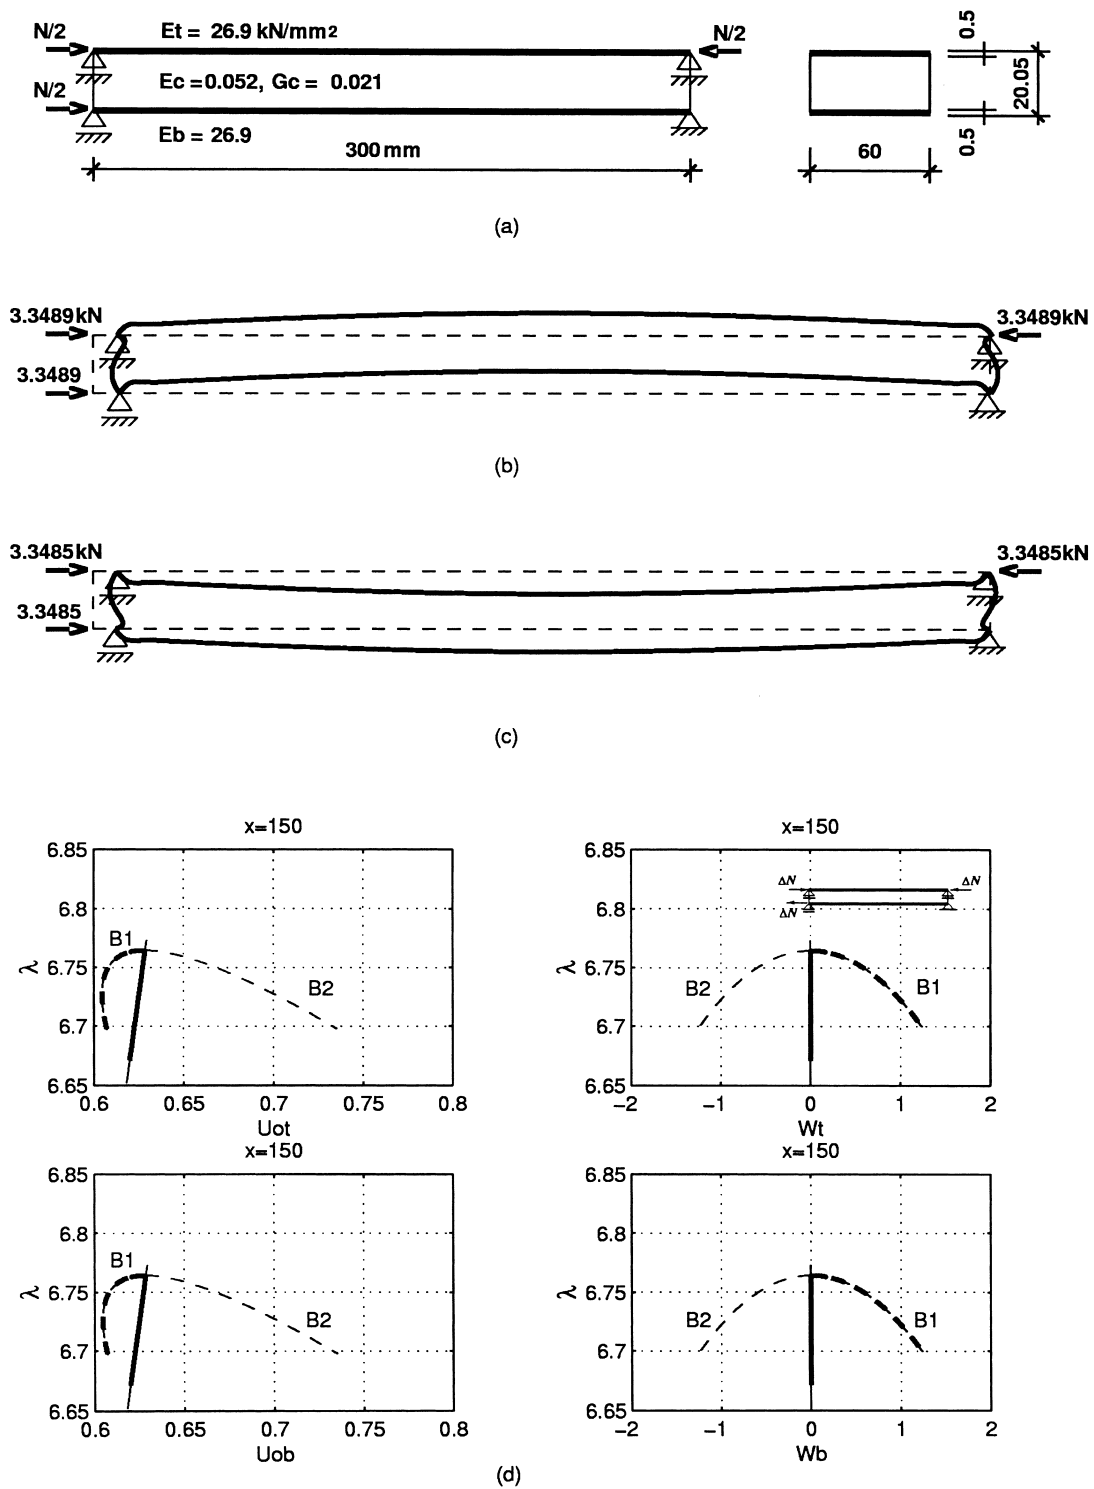 N/2
Et = 26.9 kN/mm2
N/2
0.5
N/2
Ec =0.052, Gc = 0.021
20.05
Eb = 26.9
0.5
300 mm
60
(a)
3.3489kN
3.3489kN
3.3489
(b)
3.3485kN
3.3485kN
3.3485
(c)
x=150
6.85
6.8
6.75
6.7
6.65
λ
B1
B2
0.6
0.65
0.7
0.75
0.8
Uot
x=150
6.85
6.8
6.75
6.7
6.65
λ
ΔN
ΔN
ΔN
B2
B1
−2
−1
0
1
2
Wt
x=150
6.85
6.8
6.75
6.7
6.65
λ
B1
B2
0.6
0.65
0.7
0.75
0.8
Uob
x=150
6.85
6.8
6.75
6.7
6.65
λ
B2
B1
−2
−1
0
1
2
Wb
(d)